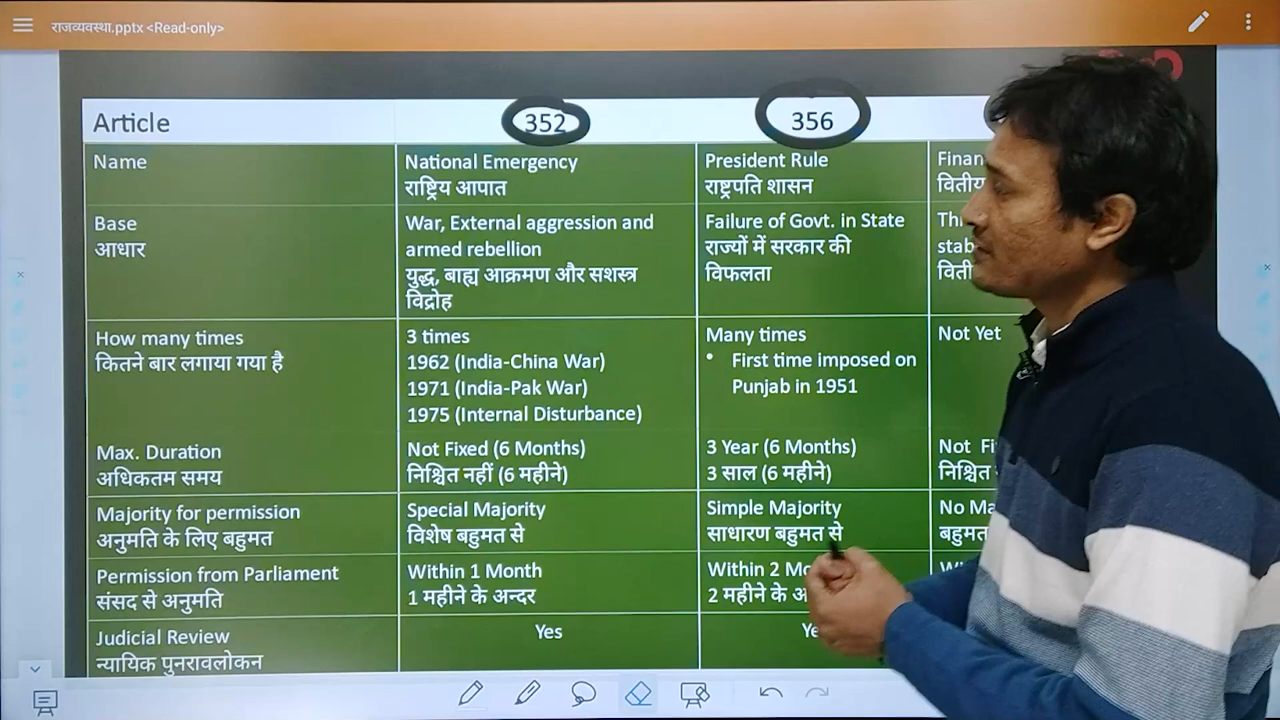 राजव्यवस्था.pptx <Read-only>
Article
352
356
Name
National Emergency
राष्ट्रिय आपात
President Rule
राष्ट्रपति शासन
Base
आधार
War, External aggression and
armed rebellion
युद्ध, बाह्य आक्रमण और सशस्त्र
विद्रोह
Failure of Govt. in State
राज्यों में सरकार की
विफलता
How many times
कितने बार लगाया गया है
3 times
1962 (India-China War)
1971 (India-Pak War)
1975 (Internal Disturbance)
Many times
• First time imposed on
Punjab in 1951
Not Yet
Max. Duration
अधिकतम समय
Not Fixed (6 Months)
निश्चित नहीं (6 महीने)
3 Year (6 Months)
3 साल (6 महीने)
Not
निश्चित
Majority for permission
अनुमति के लिए बहुमत
Special Majority
विशेष बहुमत से
Simple Majority
साधारण बहुमत से
No
Permission from Parliament
संसद से अनुमति
Within 1 Month
1 महीने के अन्दर
Within 2
2 महीने के
Judicial Review
न्यायिक पुनरावलोकन
Yes